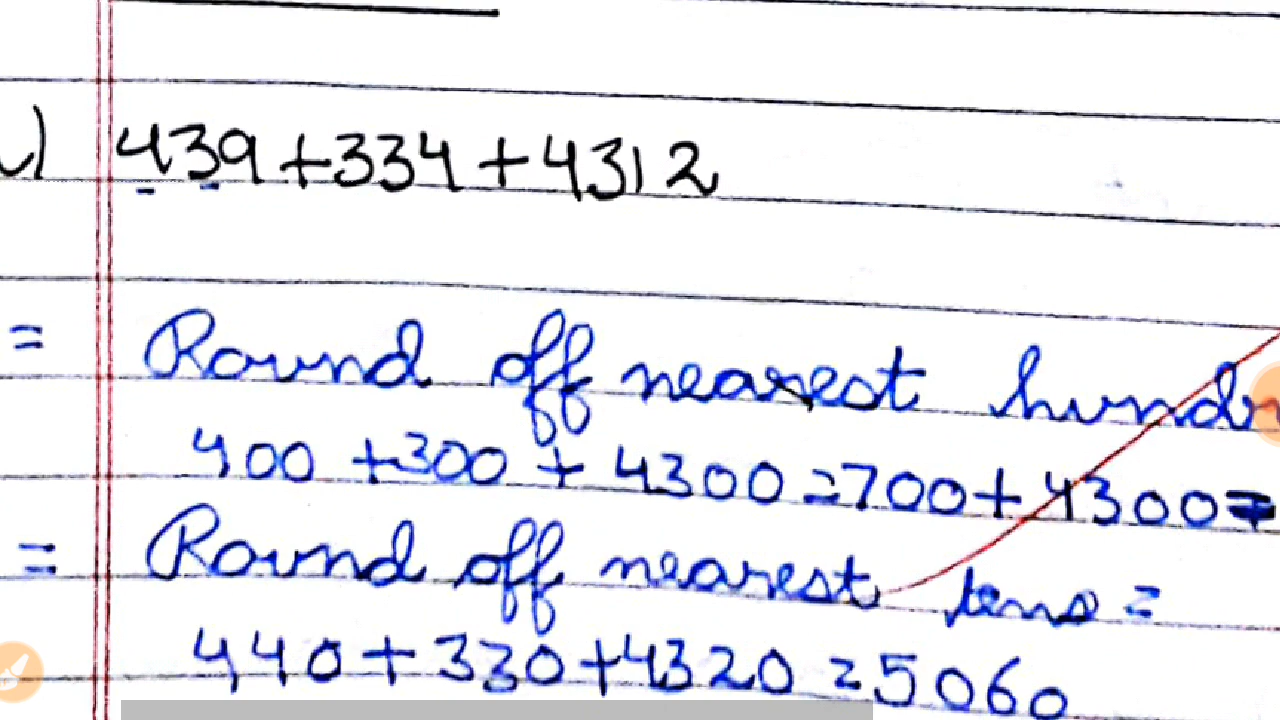 439+334+4312
= Round off nearest
400 +300 + 4300=700+4300=
= Round off nearest tens=
440+330+4320=5060